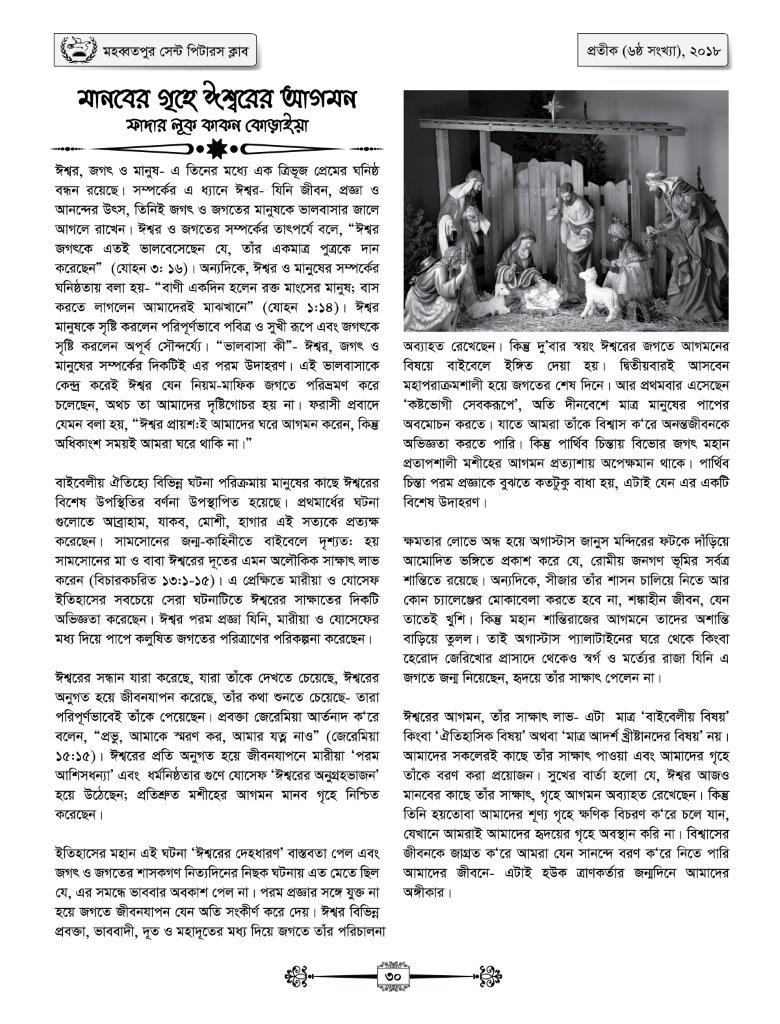 মহব্বতপুর সেন্ট পিটারস ক্লাব
প্রতীক (৬ষ্ঠ সংখ্যা), ২০১৮
মানবের গৃহে ঈশ্বরের আগমন
ফাদার লূক কাকন কোড়াইয়া
ঈশ্বর, জগৎ ও মানুষ- এ তিনের মধ্যে এক ত্রিভূজ প্রেমের ঘনিষ্ঠ
বন্ধন রয়েছে। সম্পর্কের এ ধ্যানে ঈশ্বর- যিনি জীবন, প্রজ্ঞা ও
আনন্দের উৎস, তিনিই জগৎ ও জগতের মানুষকে ভালবাসার জালে
আগলে রাখেন। ঈশ্বর ও জগতের সম্পর্কের তাৎপর্যে বলে, “ঈশ্বর
জগৎকে এতই ভালবেসেছেন যে, তাঁর একমাত্র পুত্রকে দান
করেছেন” (যোহন ৩: ১৬)। অন্যদিকে, ঈশ্বর ও মানুষের সম্পর্কের
ঘনিষ্ঠতায় বলা হয়- “বাণী একদিন হলেন রক্ত মাংসের মানুষ; বাস
করতে লাগলেন আমাদেরই মাঝখানে” (যোহন ১:১৪)। ঈশ্বর
মানুষকে সৃষ্টি করলেন পরিপূর্ণভাবে পবিত্র ও সুখী রূপে এবং জগৎকে
সৃষ্টি করলেন অপূর্ব সৌন্দর্য্যে। “ভালবাসা কী”- ঈশ্বর, জগৎ ও
মানুষের সম্পর্কের দিকটিই এর পরম উদাহরণ। এই ভালবাসাকে
কেন্দ্র করেই ঈশ্বর যেন নিয়ম-মাফিক জগতে পরিভ্রমণ করে
চলেছেন, অথচ তা আমাদের দৃষ্টিগোচর হয় না। ফরাসী প্রবাদে
যেমন বলা হয়, “ঈশ্বর প্রায়শ:ই আমাদের ঘরে আগমন করেন, কিন্তু
অধিকাংশ সময়ই আমরা ঘরে থাকি না।”
বাইবেলীয় ঐতিহ্যে বিভিন্ন ঘটনা পরিক্রমায় মানুষের কাছে ঈশ্বরের
বিশেষ উপস্থিতির বর্ণনা উপস্থাপিত হয়েছে। প্রথমার্ধের ঘটনা
গুলোতে আব্রাহাম, যাকব, মোশী, হাগার এই সত্যকে প্রত্যক্ষ
করেছেন। সামসোনের জন্ম-কাহিনীতে বাইবেলে দৃশ্যত: হয়
সামসোনের মা ও বাবা ঈশ্বরের দূতের এমন অলৌকিক সাক্ষাৎ লাভ
করেন (বিচারকচরিত ১৩:১-১৫)। এ প্রেক্ষিতে মারীয়া ও যোসেফ
ইতিহাসের সবচেয়ে সেরা ঘটনাটিতে ঈশ্বরের সাক্ষাতের দিকটি
অভিজ্ঞতা করেছেন। ঈশ্বর পরম প্রজ্ঞা যিনি, মারীয়া ও যোসেফের
মধ্য দিয়ে পাপে কলুষিত জগতের পরিত্রাণের পরিকল্পনা করেছেন।
ঈশ্বরের সন্ধান যারা করেছে, যারা তাঁকে দেখতে চেয়েছে, ঈশ্বরের
অনুগত হয়ে জীবনযাপন করেছে, তাঁর কথা শুনতে চেয়েছে- তারা
পরিপূর্ণভাবেই তাঁকে পেয়েছেন। প্রবক্তা জেরেমিয়া আর্তনাদ ক'রে
বলেন, “প্রভু, আমাকে স্মরণ কর, আমার যত্ন নাও” (জেরেমিয়া
১৫:১৫)। ঈশ্বরের প্রতি অনুগত হয়ে জীবনযাপনে মারীয়া ‘পরম
আশিসধন্যা’ এবং ধর্মনিষ্ঠতার গুণে যোসেফ ‘ঈশ্বরের অনুগ্রহভাজন’
হয়ে উঠেছেন; প্রতিশ্রুত মশীহের আগমন মানব গৃহে নিশ্চিত
করেছেন।
ইতিহাসের মহান এই ঘটনা ‘ঈশ্বরের দেহধারণ’ বাস্তবতা পেল এবং
জগৎ ও জগতের শাসকগণ নিত্যদিনের নিছক ঘটনায় এত মেতে ছিল
যে, এর সমন্ধে ভাববার অবকাশ পেল না। পরম প্রজ্ঞার সঙ্গে যুক্ত না
হয়ে জগতে জীবনযাপন যেন অতি সংকীর্ণ করে দেয়। ঈশ্বর বিভিন্ন
প্রবক্তা, ভাববাদী, দূত ও মহাদূতের মধ্য দিয়ে জগতে তাঁর পরিচালনা
অব্যাহত রেখেছেন। কিন্তু দু’বার স্বয়ং ঈশ্বরের জগতে আগমনের
বিষয়ে বাইবেলে ইঙ্গিত দেয়া হয়। দ্বিতীয়বারই আসবেন
মহাপরাক্রমশালী হয়ে জগতের শেষ দিনে। আর প্রথমবার এসেছেন
‘কষ্টভোগী সেবকরূপে’, অতি দীনবেশে মাত্র মানুষের পাপের
অবমোচন করতে। যাতে আমরা তাঁকে বিশ্বাস ক‘রে অনন্তজীবনকে
অভিজ্ঞতা করতে পারি। কিন্তু পার্থিব চিন্তায় বিভোর জগৎ মহান
প্রতাপশালী মশীহের আগমন প্রত্যাশায় অপেক্ষমান থাকে। পার্থিব
চিন্তা পরম প্রজ্ঞাকে বুঝতে কতটুকু বাধা হয়, এটাই যেন এর একটি
বিশেষ উদাহরণ।
ক্ষমতার লোভে অন্ধ হয়ে অগাস্টাস জানুস মন্দিরের ফটকে দাঁড়িয়ে
আমোদিত ভঙ্গিতে প্রকাশ করে যে, রোমীয় জনগণ ভূমির সর্বত্র
শান্তিতে রয়েছে। অন্যদিকে, সীজার তাঁর শাসন চালিয়ে নিতে আর
কোন চ্যালেঞ্জের মোকাবেলা করতে হবে না, শঙ্কাহীন জীবন, যেন
তাতেই খুশি। কিন্তু মহান শান্তিরাজের আগমনে তাদের অশান্তি
বাড়িয়ে তুলল। তাই অগাস্টাস প্যালাটাইনের ঘরে থেকে কিংবা
হেরোদ জেরিখোর প্রাসাদে থেকেও স্বর্গ ও মর্ত্যের রাজা যিনি এ
জগতে জন্ম নিয়েছেন, হৃদয়ে তাঁর সাক্ষাৎ পেলেন না।
ঈশ্বরের আগমন, তাঁর সাক্ষাৎ লাভ- এটা মাত্র ‘বাইবেলীয় বিষয়’
কিংবা ‘ঐতিহাসিক বিষয়’ অথবা ‘মাত্র আদর্শ খ্রীষ্টানদের বিষয়’ নয়।
আমাদের সকলেরই কাছে তাঁর সাক্ষাৎ পাওয়া এবং আমাদের গৃহে
তাঁকে বরণ করা প্রয়োজন। সুখের বার্তা হলো যে, ঈশ্বর আজও
মানবের কাছে তাঁর সাক্ষাৎ, গৃহে আগমন অব্যাহত রেখেছেন। কিন্তু
তিনি হয়তোবা আমাদের শূণ্য গৃহে ক্ষণিক বিচরণ ক‘রে চলে যান,
যেখানে আমরাই আমাদের হৃদয়ের গৃহে অবস্থান করি না। বিশ্বাসের
জীবনকে জাগ্রত ক‘রে আমরা যেন সানন্দে বরণ ক‘রে নিতে পারি
আমাদের জীবনে- এটাই হউক ত্রাণকর্তার জন্মদিনে আমাদের
অঙ্গীকার।
৩০